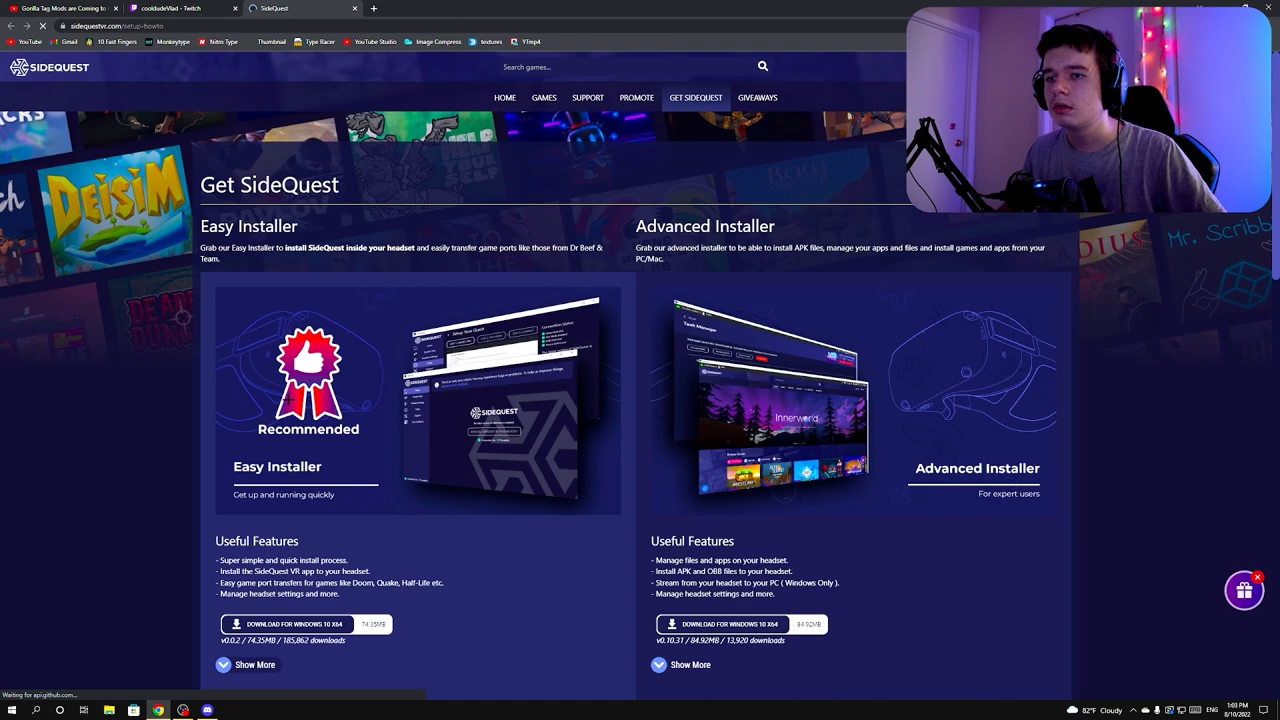 Gorilla Tag Mods are Coming to
cooldudeVlad - Twitch
SideQuest
sidequestvr.com/setup-howto
YouTube
Gmail
10 Fast Fingers
Monkeytype
Nitro Type
Thumbnail
Type Racer
YouTube Studio
Image Compress
textures
YTmp4
SIDEQUEST
Search games...
HOME
GAMES
SUPPORT
PROMOTE
GET SIDEQUEST
GIVEAWAYS
DEISIM
Mr. Scribb
Get SideQuest
Easy Installer
Grab our Easy Installer to install SideQuest inside your headset and easily transfer game ports like those from Dr Beef &
Team.
Advanced Installer
Grab our advanced installer to be able to install APK files, manage your apps and files and install games and apps from your
PC/Mac.
Recommended
Easy Installer
Get up and running quickly
SIDEQUEST
Task Manager
Innerworld
Advanced Installer
For expert users
Useful Features
- Super simple and quick install process.
- Install the SideQuest VR app to your headset.
- Easy game port transfers for games like Doom, Quake, Half-Life etc.
- Manage headset settings and more.
DOWNLOAD FOR WINDOWS 10 X64
74.35MB
v0.0.2 / 74.35MB / 185,862 downloads
Show More
Useful Features
- Manage files and apps on your headset.
- Install APK and OBB files to your headset.
- Stream from your headset to your PC ( Windows Only ).
- Manage headset settings and more.
DOWNLOAD FOR WINDOWS 10 X64
84.92MB
v0.10.31 / 84.92MB / 13,920 downloads
Show More
Waiting for api.github.com...
82°F Cloudy
ENG
1:03 PM
8/10/2022